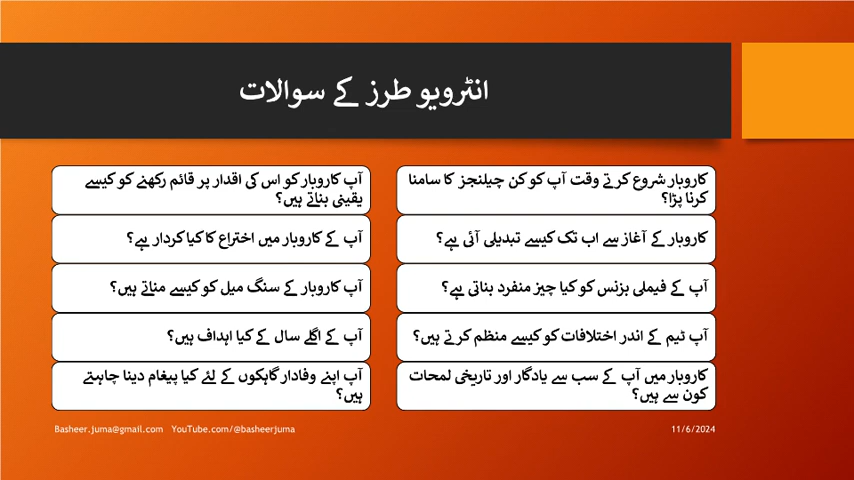 انٹرویو طرز کے سوالات
کاروبار شروع کرتے وقت آپ کو کن چیلنجز کا سامنا
کرنا پڑا؟
کاروبار کے آغاز سے اب تک کیسے تبدیلی آئی ہے؟
آپ کے فیملی بزنس کو کیا چیز منفرد بناتی ہے؟
آپ ٹیم کے اندر اختلافات کو کیسے منظم کرتے ہیں؟
کاروبار میں آپ کے سب سے یادگار اور تاریخی لمحات
کون سے ہیں؟
آپ کاروبار کو اس کی اقدار پر قائم رکھنے کو کیسے
یقینی بناتے ہیں؟
آپ کے کاروبار میں اختراع کا کیا کردار ہے؟
آپ کاروبار کے سنگ میل کو کیسے مناتے ہیں؟
آپ کے اگلے سال کے کیا اہداف ہیں؟
آپ اپنے وفادار گاہکوں کے لئے کیا پیغام دینا چاہتے
ہیں؟
Basheer.juma@gmail.com YouTube.com/@basheerjuma
11/6/2024